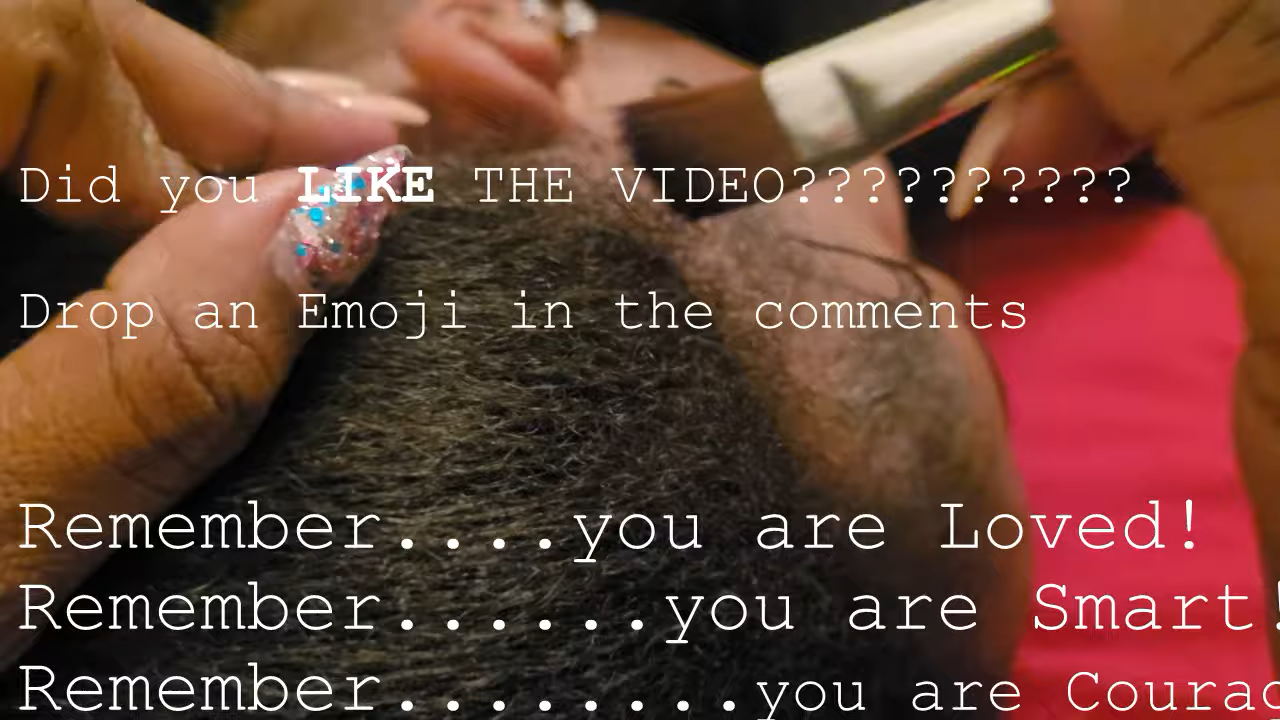 Did you LIKE THE VIDEO??????????
Drop an Emoji in the comments
Remember....you are Loved!
Remember......you are Smart!
Remember........you are